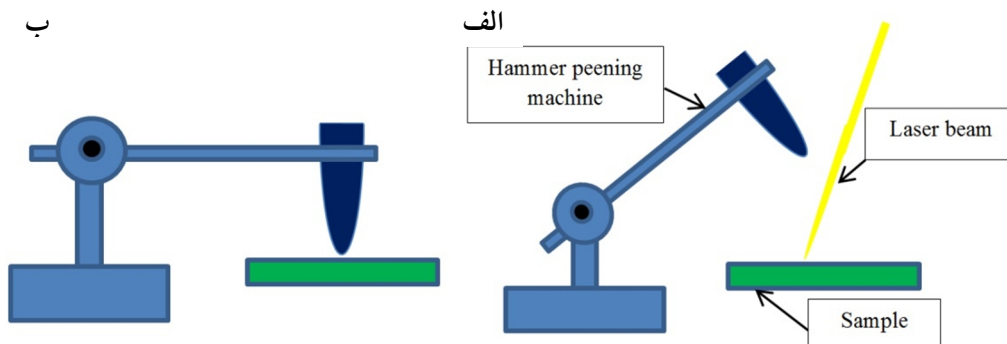 الف
ب
Hammer peening
machine
Laser beam
Sample